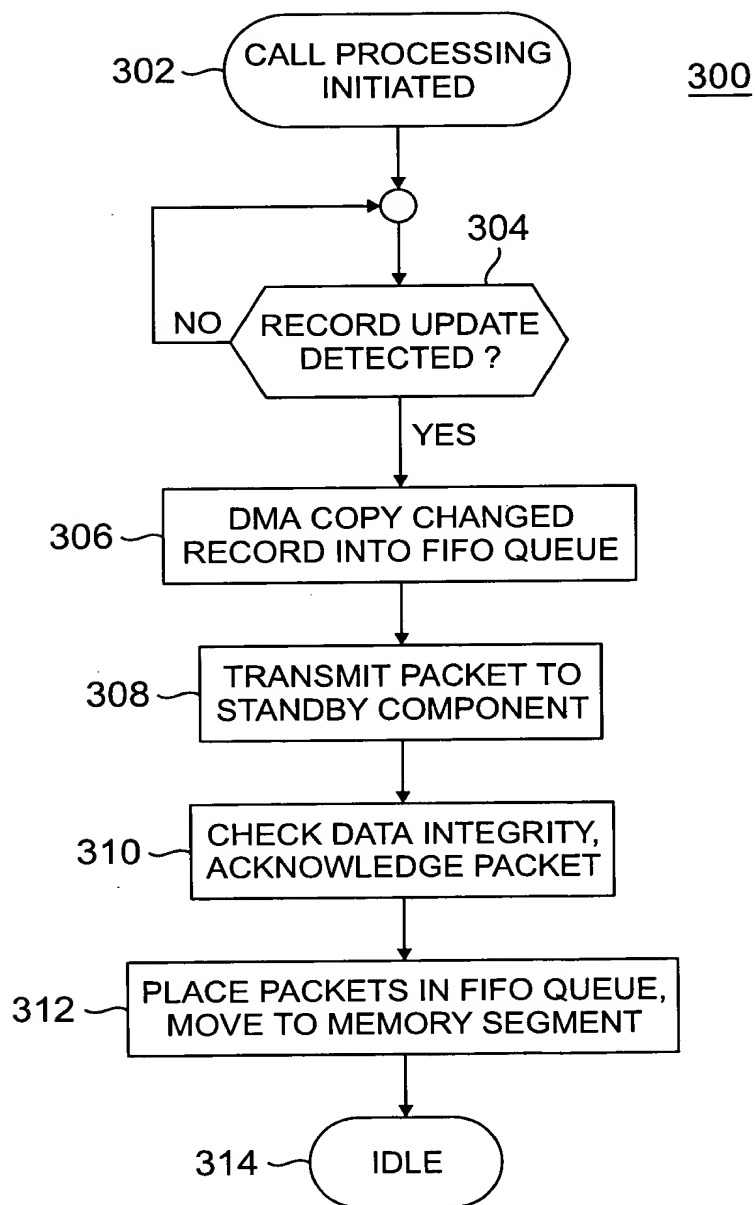 302
CALL PROCESSING
INITIATED
300
304
NO
RECORD UPDATE
DETECTED ?
YES
306
DMA COPY CHANGED
RECORD INTO FIFO QUEUE
308
TRANSMIT PACKET TO
STANDBY COMPONENT
310
CHECK DATA INTEGRITY,
ACKNOWLEDGE PACKET
312
PLACE PACKETS IN FIFO QUEUE,
MOVE TO MEMORY SEGMENT
314
IDLE